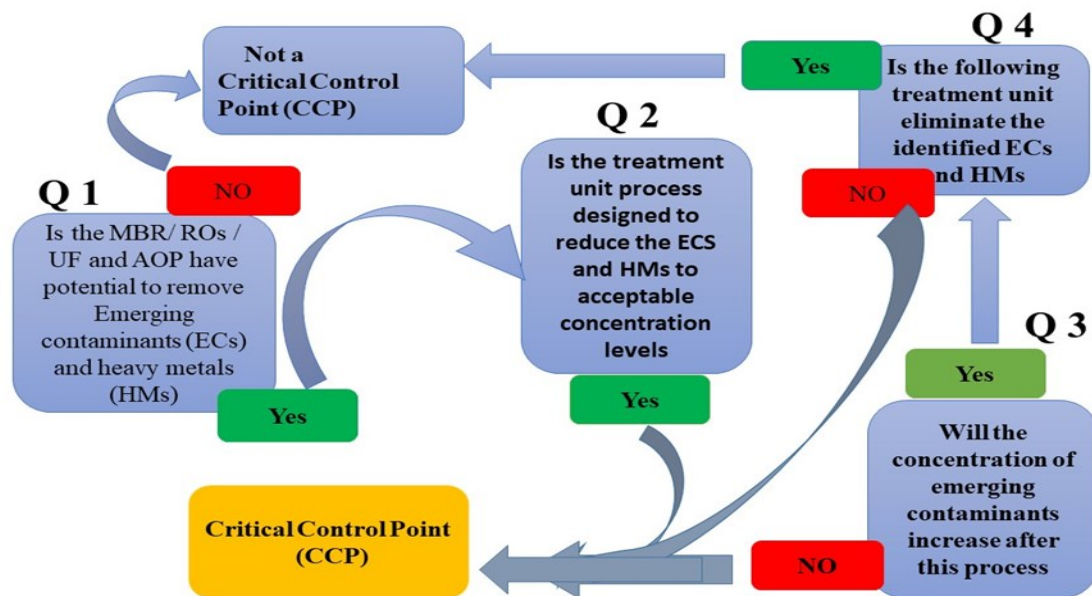 Not a
Critical Control
Point (CCP)
NO
Q 1
Is the MBR/ ROs /
UF and AOP have
potential to remove
Emerging
contaminants (ECs)
and heavy metals
(HMs)
Yes
Q 2
Is the treatment
unit process
designed to
reduce the ECS
and HMs to
acceptable
concentration
levels
Yes
Q 4
Yes
Is the following
treatment unit
eliminate the
identified ECs
and HMs
NO
Q 3
Yes
Will the
concentration of
emerging
contaminants
increase after
this process
NO
Critical Control Point
(CCP)